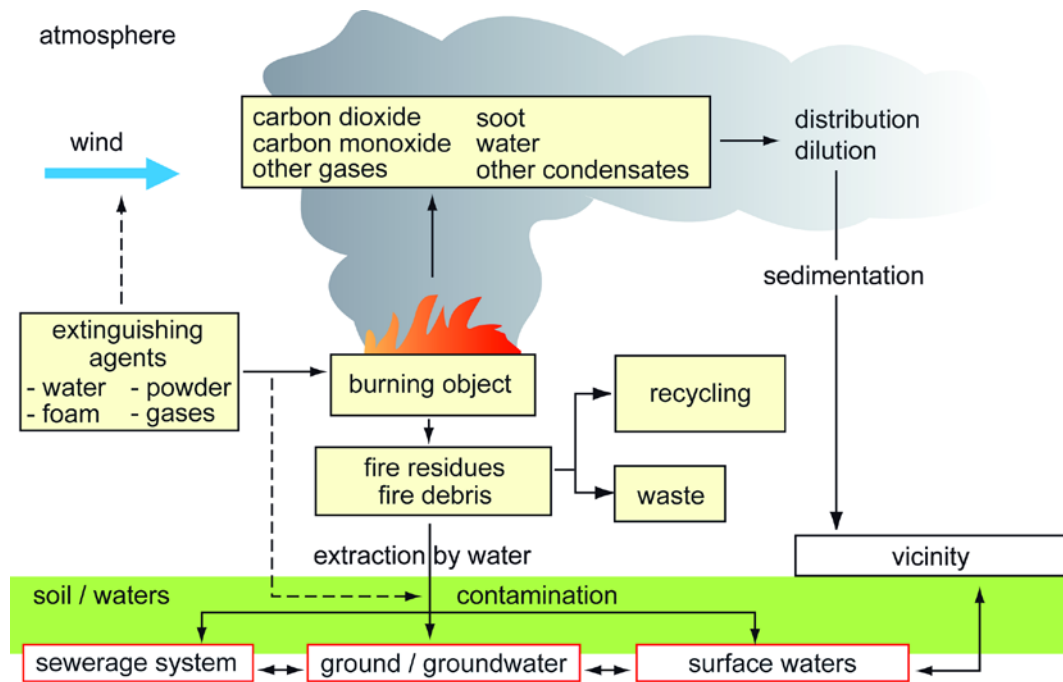 atmosphere
wind
carbon dioxide
carbon monoxide
other gases
soot
water
other condensates
distribution
dilution
sedimentation
extinguishing
agents
- water - powder
- foam - gases
burning object
recycling
fire residues
fire debris
waste
extraction by water
vicinity
soil / waters
contamination
sewerage system
ground / groundwater
surface waters